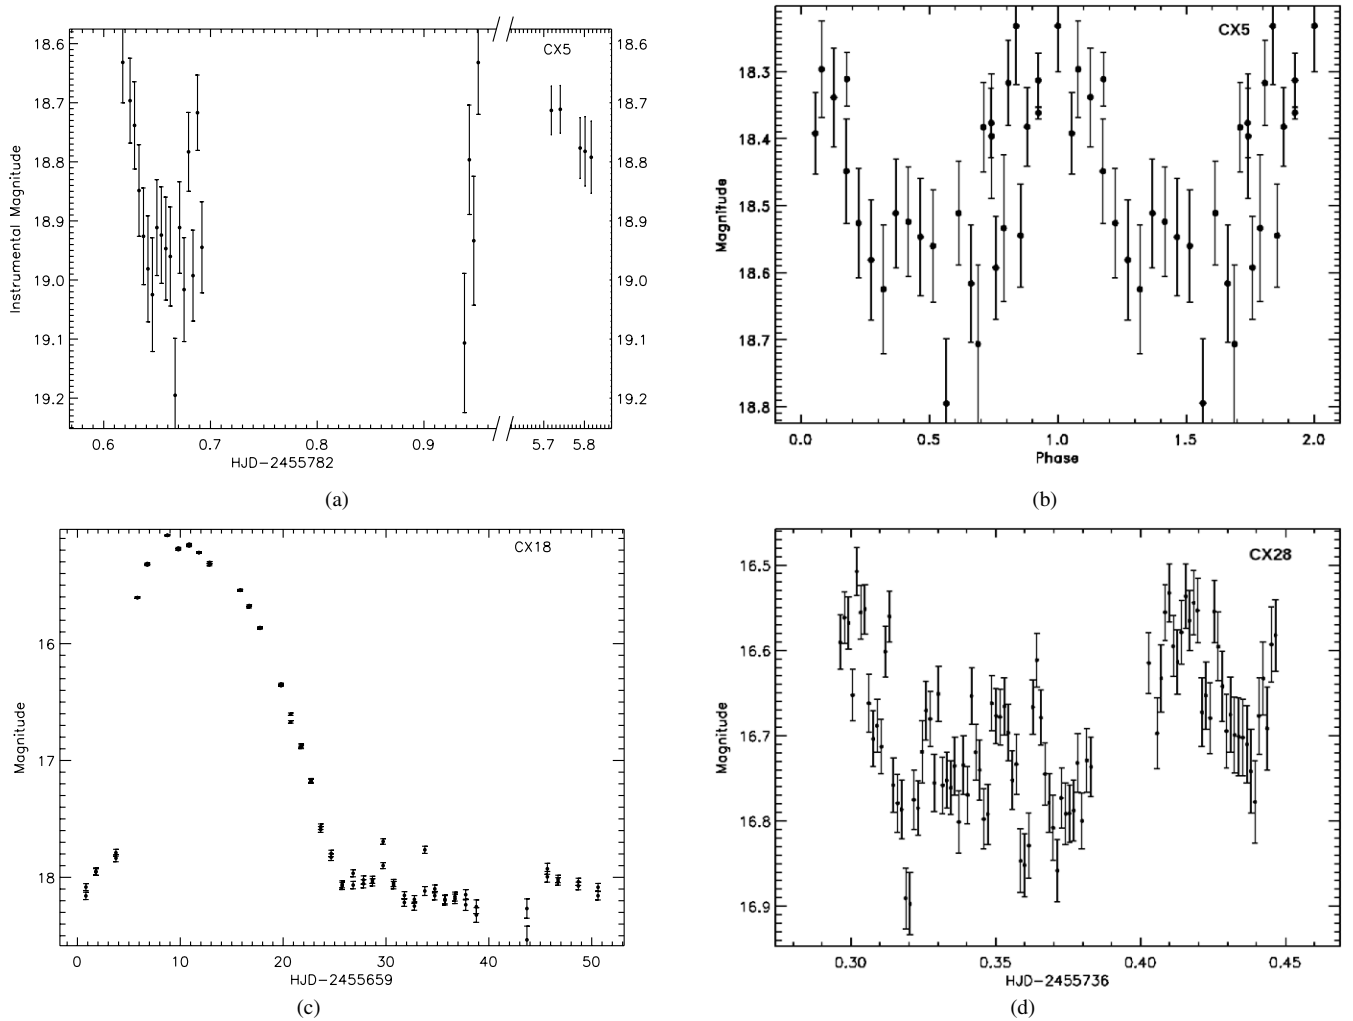 CX5
18.6
18.7
18.8
18.9
19.0
19.1
19.2
Instrumental Magnitude
18.6
18.7
18.8
18.9
19.0
19.1
19.2
0.6 0.7 0.8 0.9 5.7 5.8
HJD-2455782
(a)
CX5
18.3
18.4
18.5
18.6
18.7
18.8
Magnitude
0.0 0.5 1.0 1.5 2.0
Phase
(b)
CX18
16
17
18
Magnitude
0 10 20 30 40 50
HJD-2455659
(c)
CX28
16.5
16.6
16.7
16.8
16.9
Magnitude
0.30 0.35 0.40 0.45
HJD-2455736
(d)